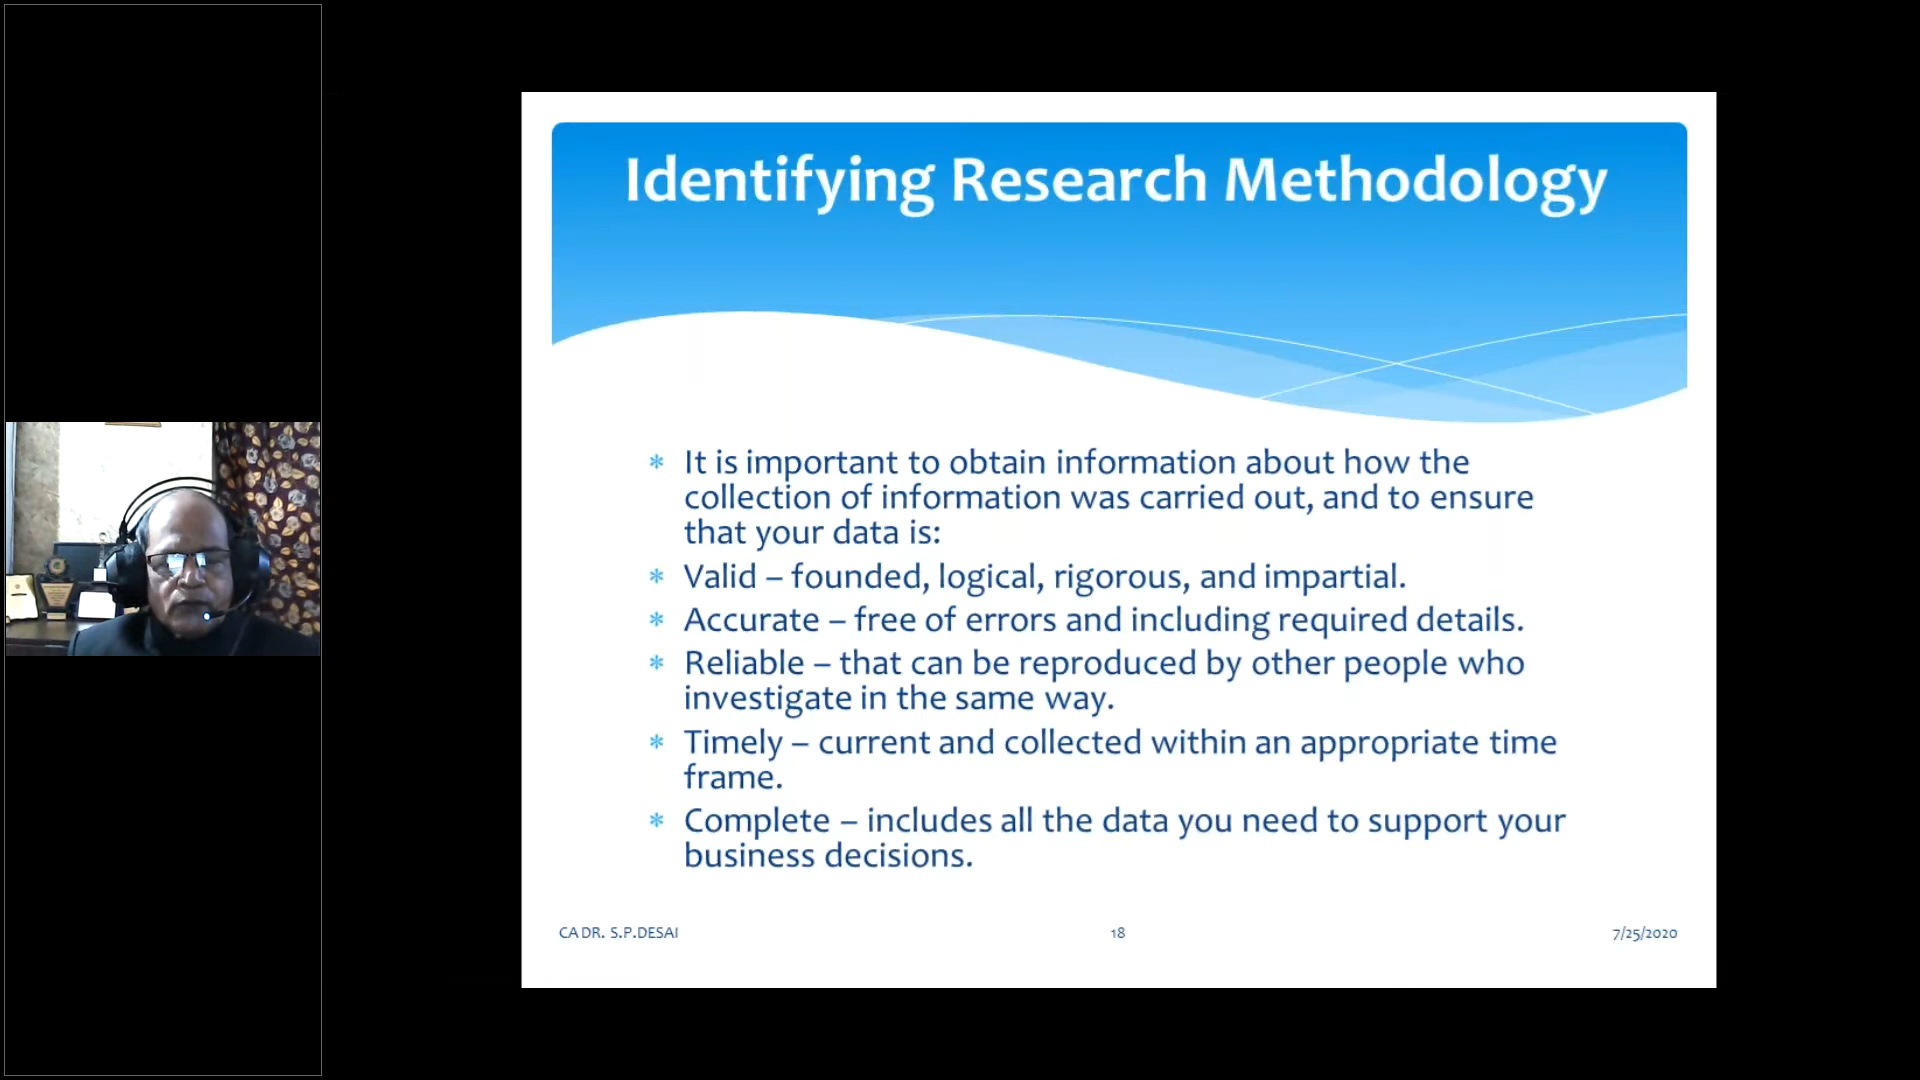 Identifying Research Methodology
* It is important to obtain information about how the
collection of information was carried out, and to ensure
that your data is:
* Valid – founded, logical, rigorous, and impartial.
* Accurate – free of errors and including required details.
* Reliable – that can be reproduced by other people who
investigate in the same way.
* Timely – current and collected within an appropriate time
frame.
* Complete – includes all the data you need to support your
business decisions.
CA DR. S.P.DESAI
18
7/25/2020